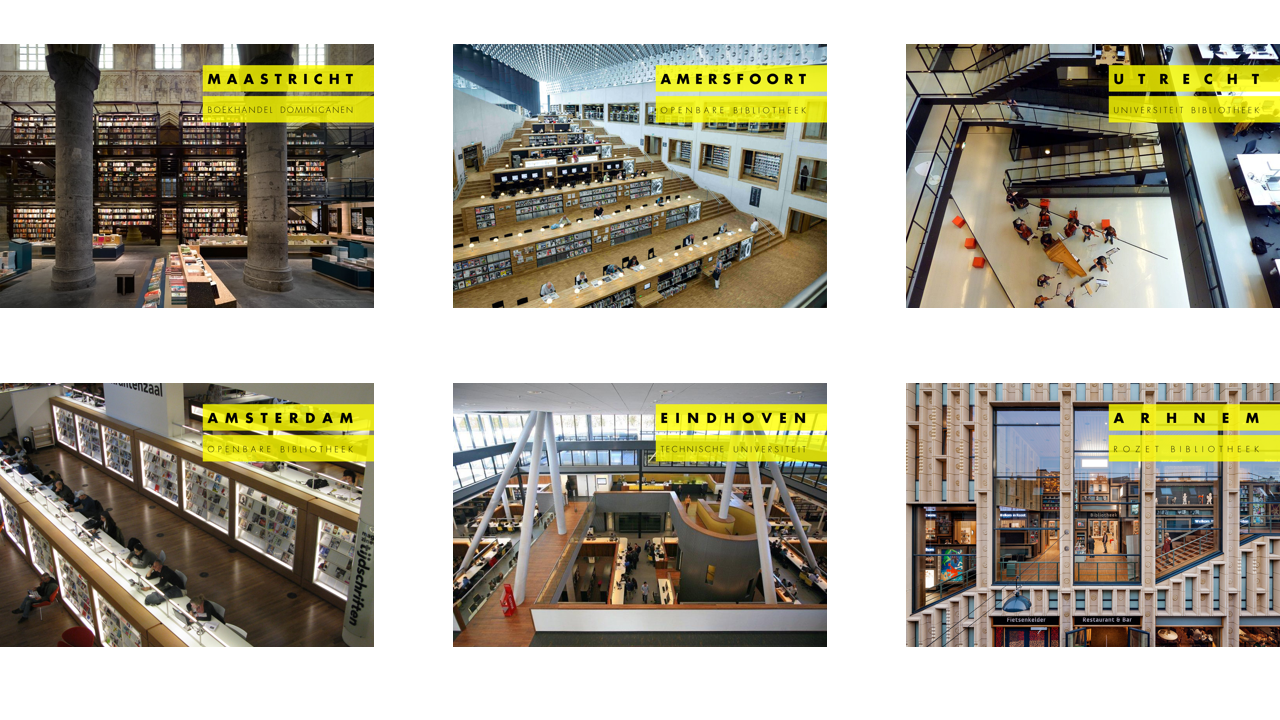 MAASTRICHT
BOEKHANDEL DOMINICANEN
AMERSFOORT
OPENBARE BIBLIOTHEEK
UTRECHT
UNIVERSITEIT BIBLIOTHEEK
AMSTERDAM
OPENBARE BIBLIOTHEEK
tijdschriften
EINDHOVEN
TECHNISCHE UNIVERSITEIT
ARHNEM
ROZET BIBLIOTHEEK
Bibliotheek
Fietsenkelder
Restaurant & Bar